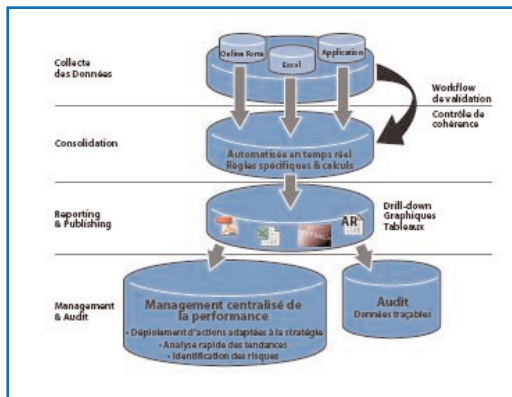 Online Form
Excel
Application
Collecte
des Données
Workflow
de validation
Contrôle de
cohérence
Consolidation
Automatisée en temps réel
Règles spécifiques & calculs
Reporting
& Publishing
AR
Drill-down
Graphiques
Tableaux
Management
& Audit
Management centralisé de
la performance
• Déploiement d'actions adaptées à la stratégie
• Analyse rapide des tendances
• Identification des risques
Audit
Données traçables